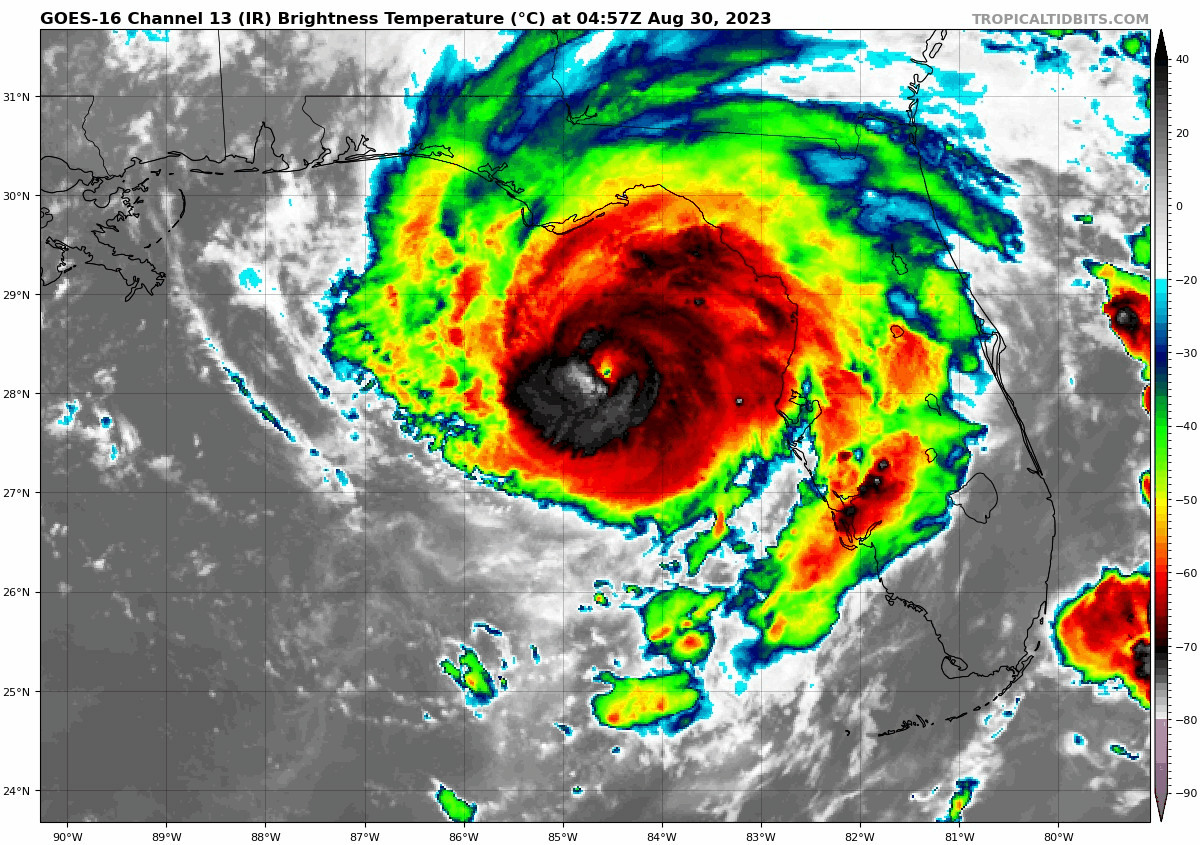 GOES-16 Channel 13 (IR) Brightness Temperature (°C) at 04:57Z Aug 30, 2023
TROPICALTIDBITS.COM
40
31°N
20
30°N
0
29°N
−20
−30
28°N
−40
27°N
−50
26°N
−60
25°N
−70
−80
24°N
−90
90°W 89°W 88°W 87°W 86°W 85°W 84°W 83°W 82°W 81°W 80°W